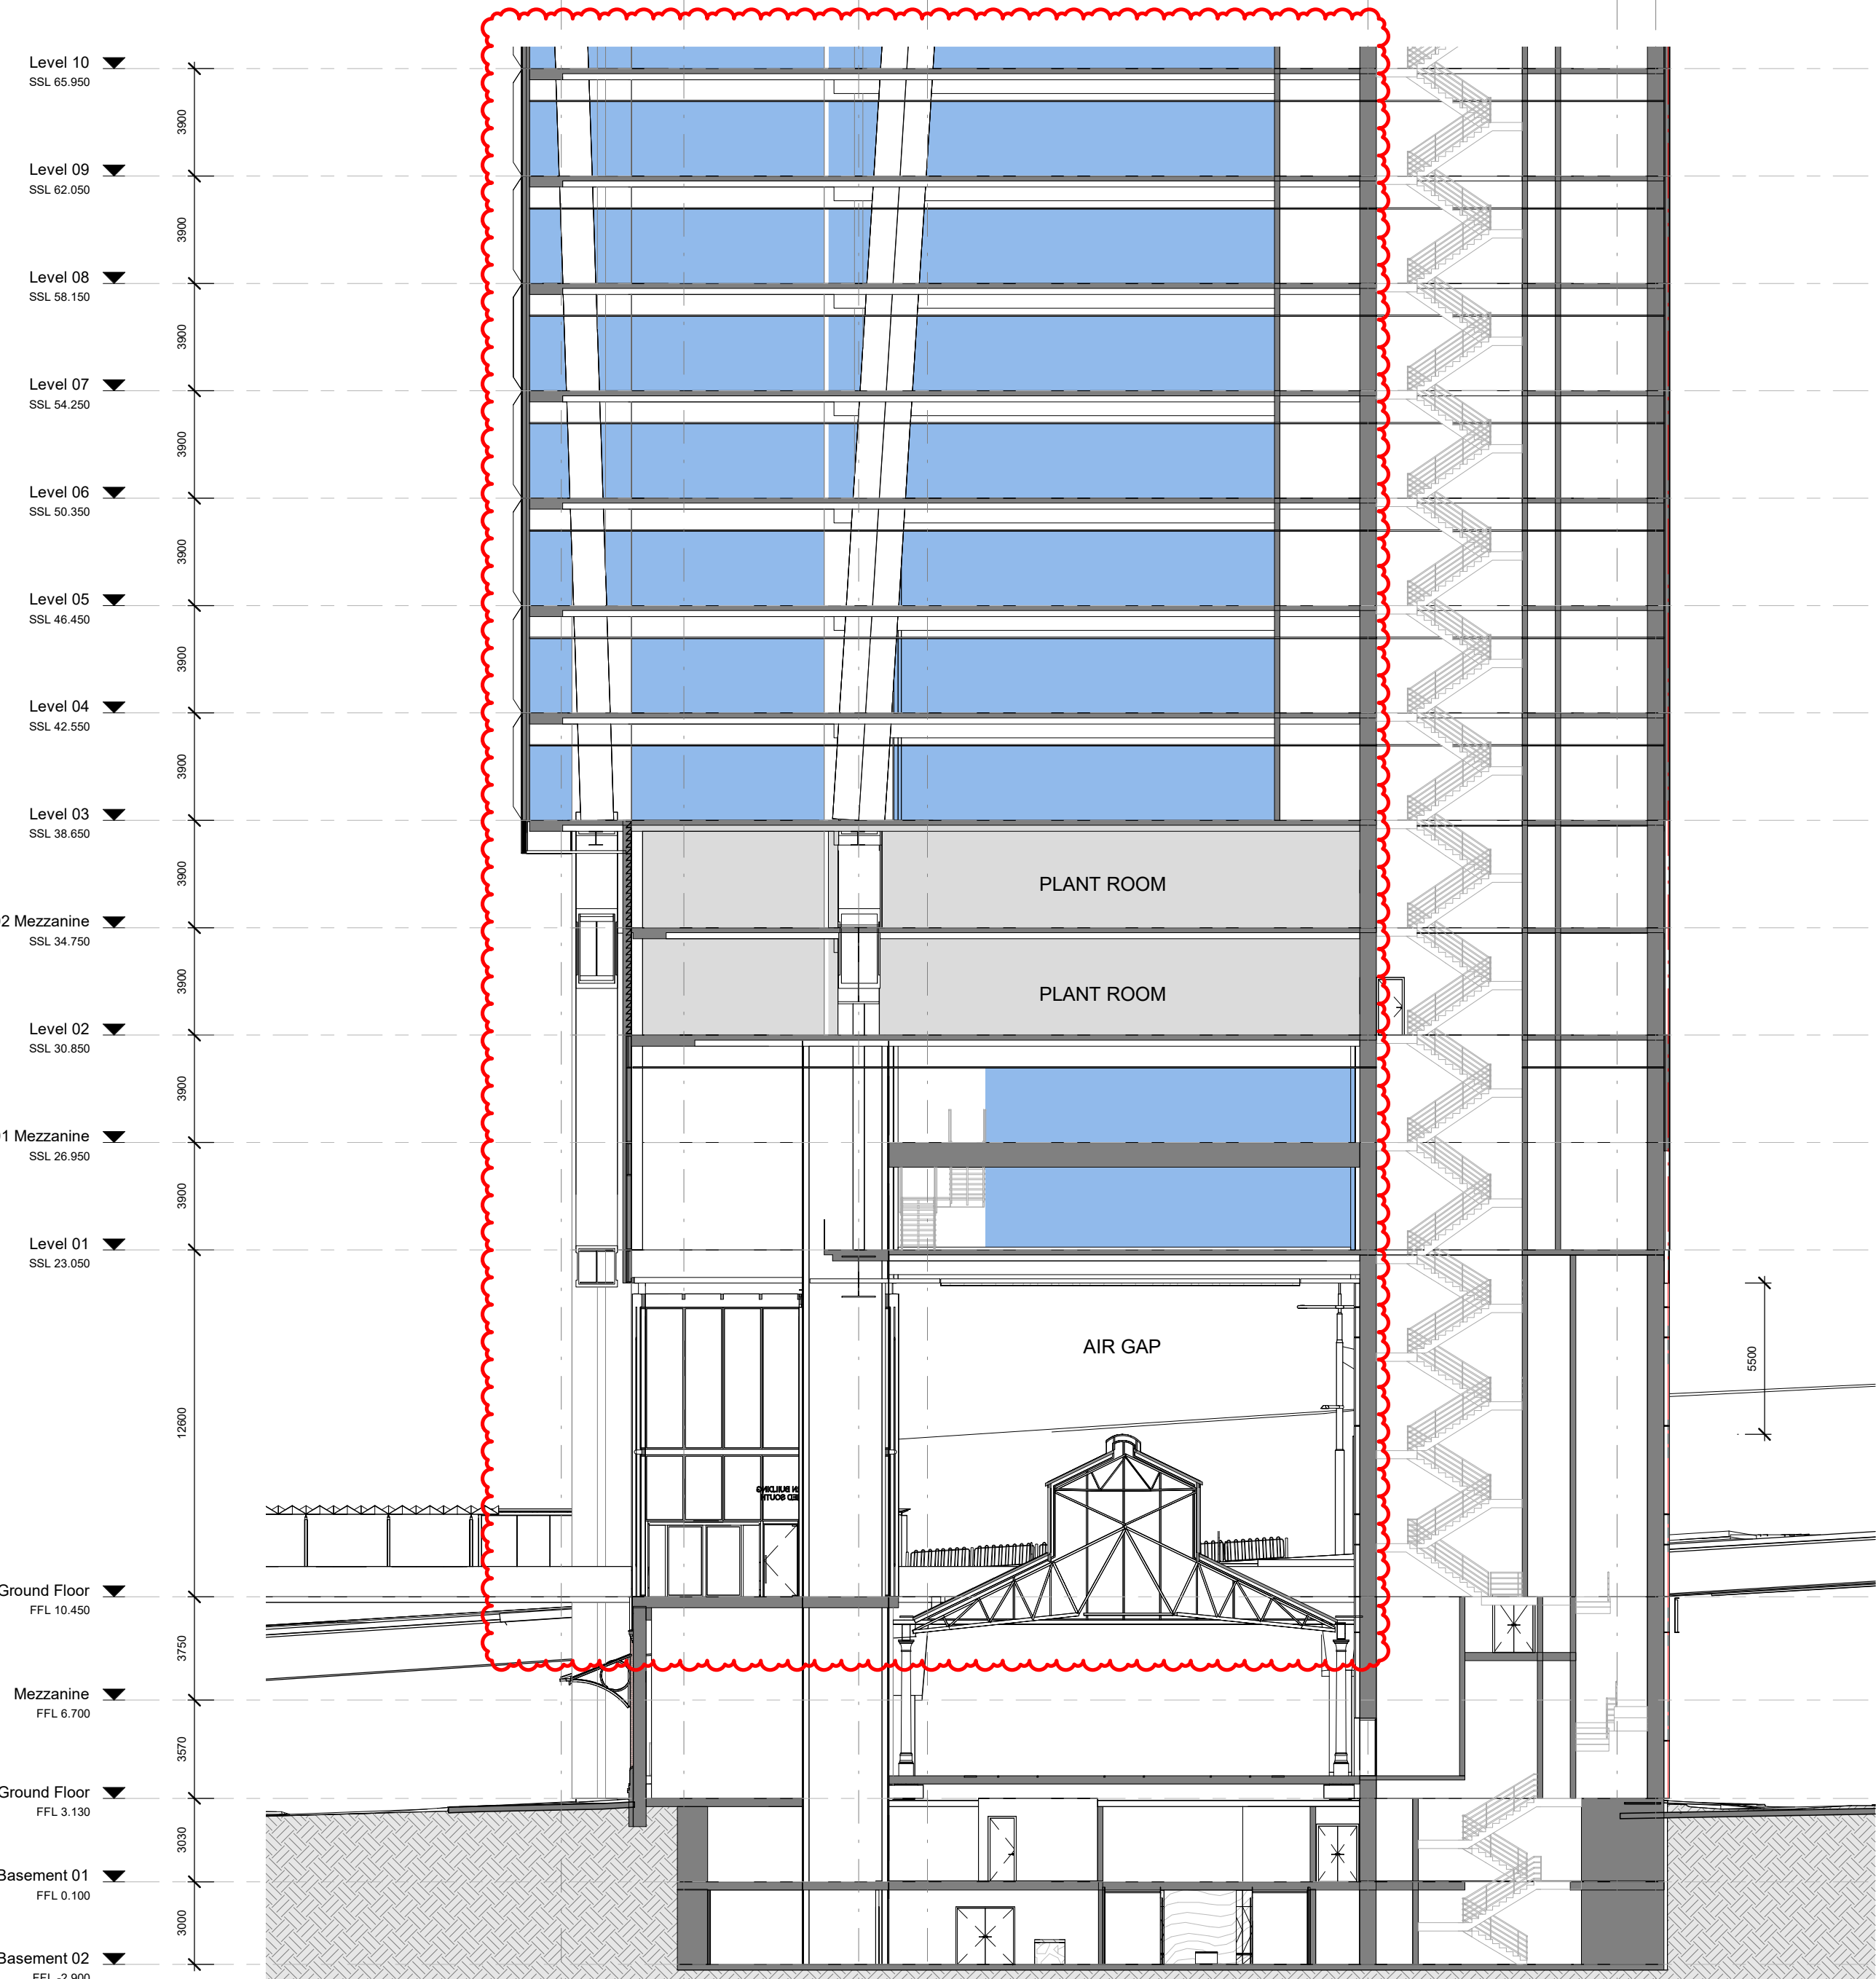 Level 10
SSL 65.950
3900
Level 09
SSL 62.050
3900
Level 08
SSL 58.150
3900
Level 07
SSL 54.250
3900
Level 06
SSL 50.350
3900
Level 05
SSL 46.450
3900
Level 04
SSL 42.550
3900
Level 03
SSL 38.650
3900
PLANT ROOM
2 Mezzanine
SSL 34.750
3900
PLANT ROOM
Level 02
SSL 30.850
3900
1 Mezzanine
SSL 26.950
3900
Level 01
SSL 23.050
AIR GAP
5500
12600
Ground Floor
FFL 10.450
3750
Mezzanine
FFL 6.700
3570
Ground Floor
FFL 3.130
3030
Basement 01
FFL 0.100
3000
Basement 02
FFL -2.900